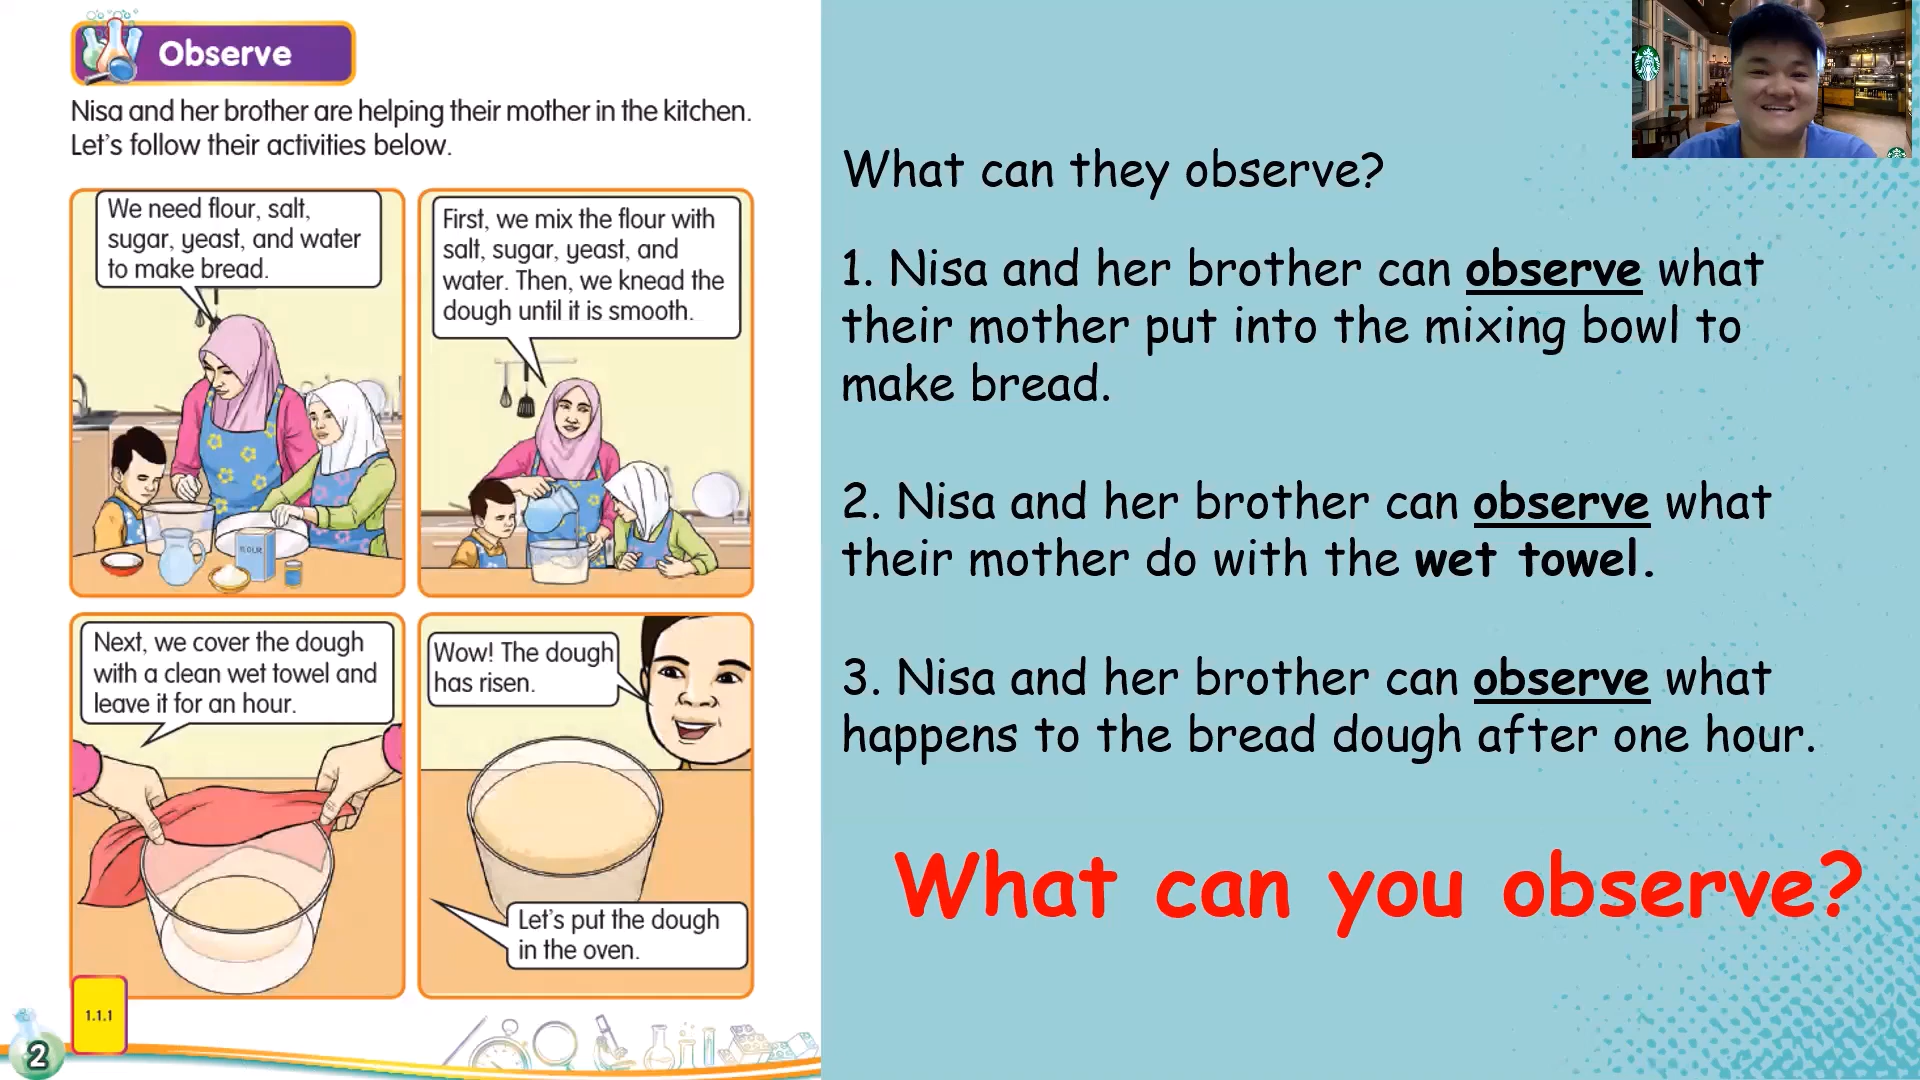 Observe
Nisa and her brother are helping their mother in the kitchen.
Let's follow their activities below.
We need flour, salt,
sugar, yeast, and water
to make bread.
First, we mix the flour with
salt, sugar, yeast, and
water. Then, we knead the
dough until it is smooth.
FLOUR
Next, we cover the dough
with a clean wet towel and
leave it for an hour.
Wow! The dough
has risen.
Let's put the dough
in the oven.
1.1.1
2
What can they observe?
1. Nisa and her brother can observe what
their mother put into the mixing bowl to
make bread.
2. Nisa and her brother can observe what
their mother do with the wet towel.
3. Nisa and her brother can observe what
happens to the bread dough after one hour.
What can you observe?